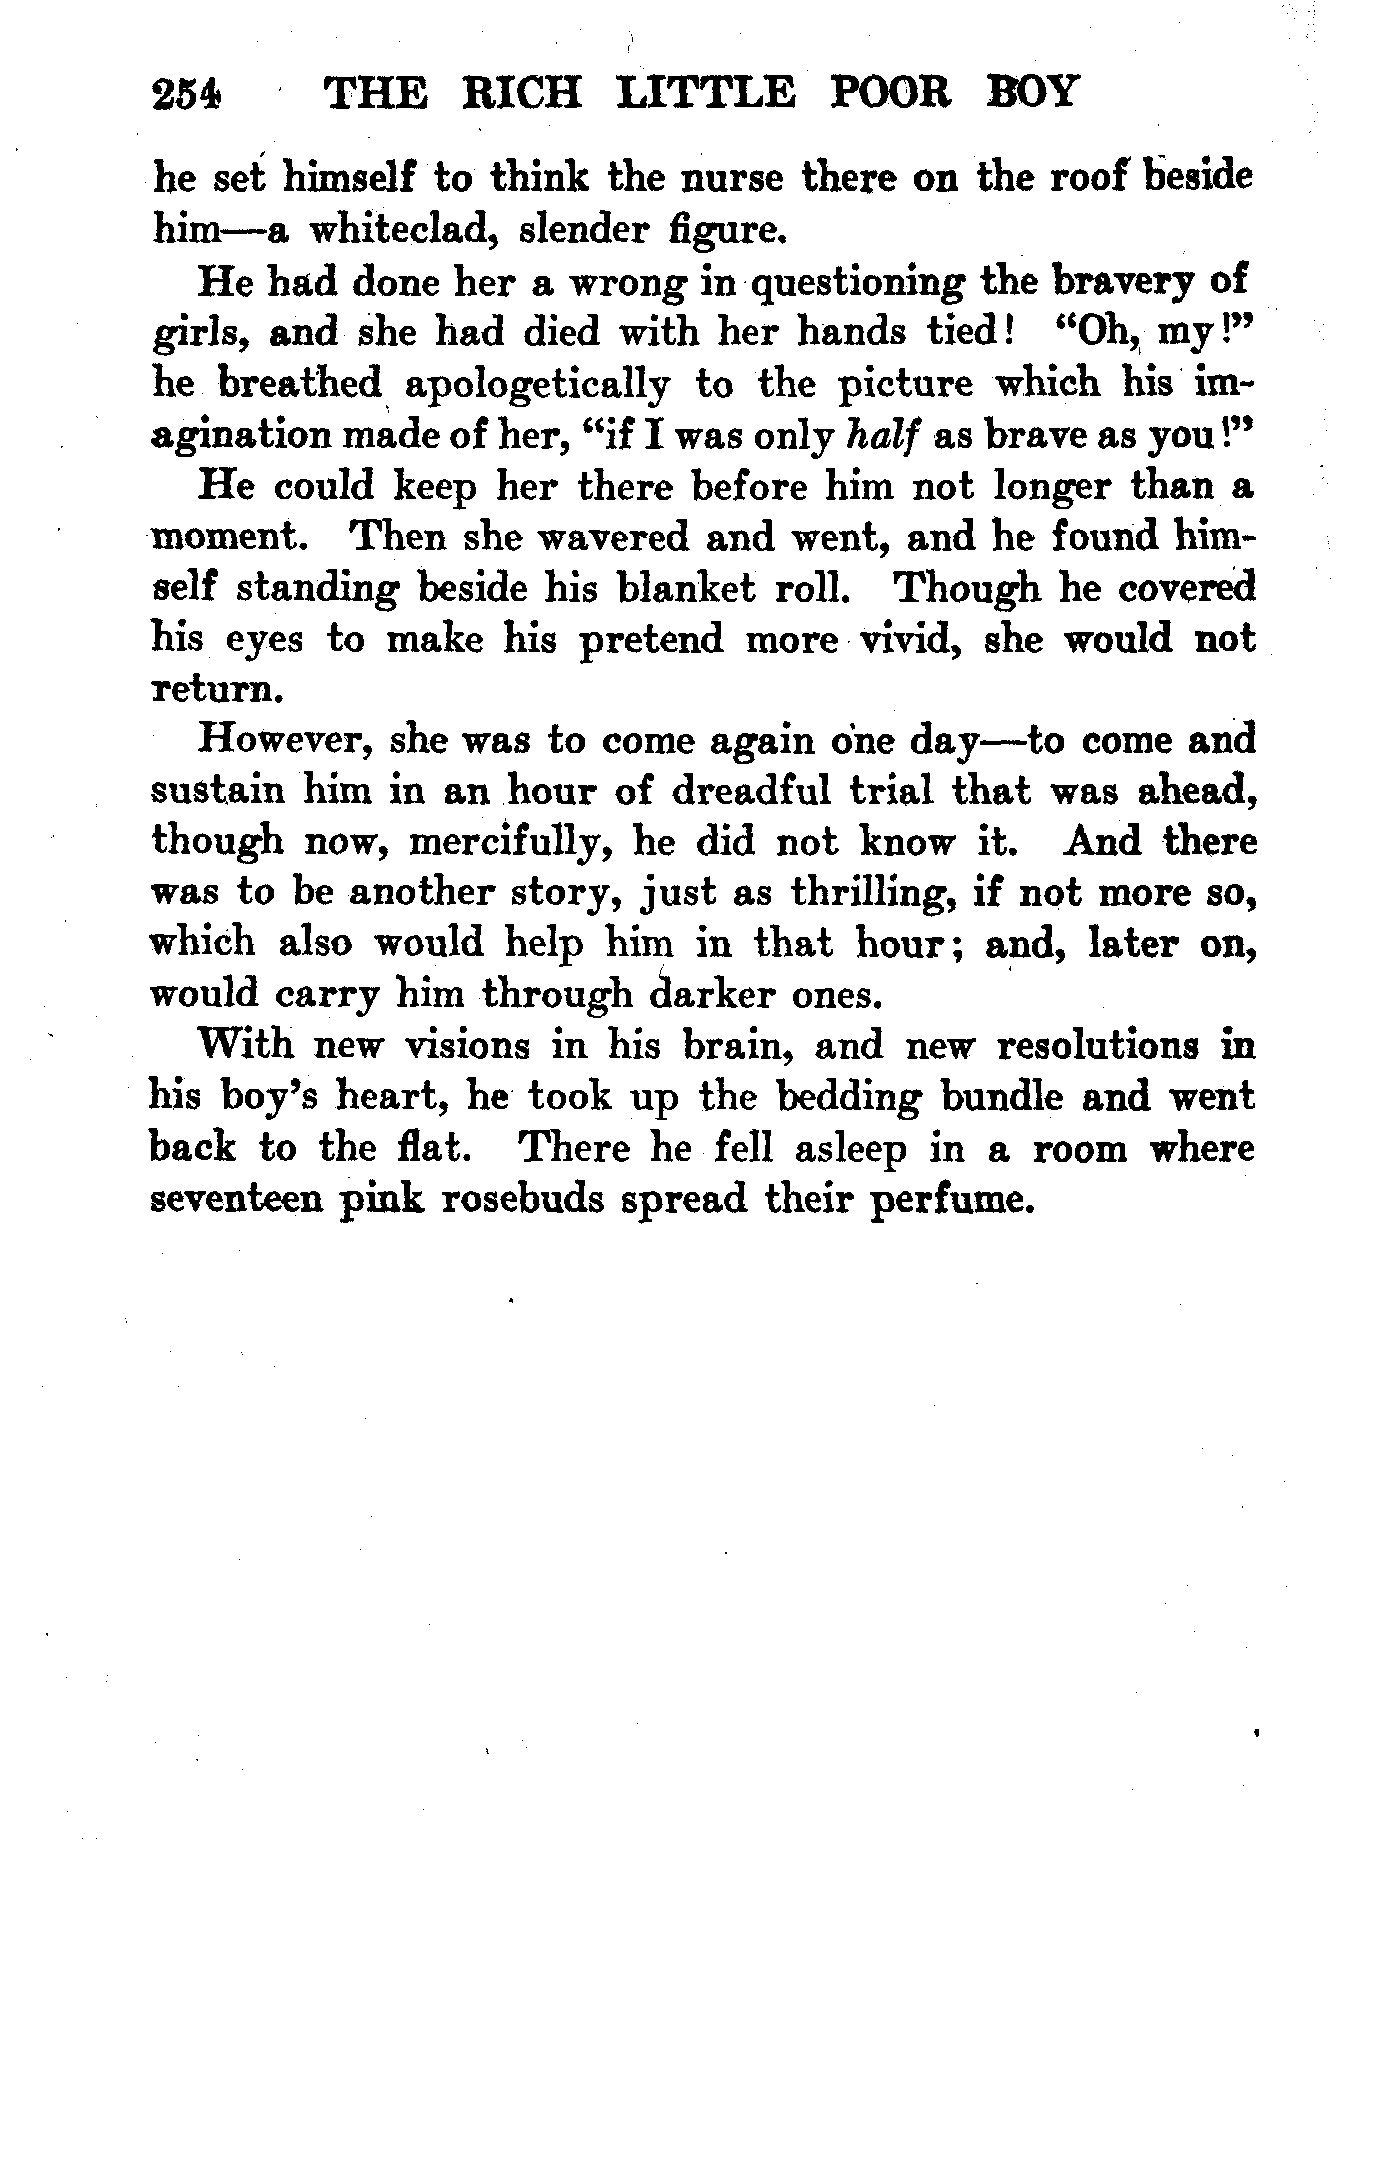 254 THE RICH LITTLE POOR BOY
he set himself to think the nurse there on the roof beside
him—a whiteclad, slender figure.
He had done her a wrong in questioning the bravery of
girls, and she had died with her hands tied! “Oh, my!”
he breathed apologetically to the picture which his im-
agination made of her, “if I was only half as brave as you!”
He could keep her there before him not longer than a
moment. Then she wavered and went, and he found him-
self standing beside his blanket roll. Though he covered
his eyes to make his pretend more vivid, she would not
return.
However, she was to come again one day—to come and
sustain him in an hour of dreadful trial that was ahead,
though now, mercifully, he did not know it. And there
was to be another story, just as thrilling, if not more so,
which also would help him in that hour; and, later on,
would carry him through darker ones.
With new visions in his brain, and new resolutions in
his boy’s heart, he took up the bedding bundle and went
back to the flat. There he fell asleep in a room where
seventeen pink rosebuds spread their perfume.